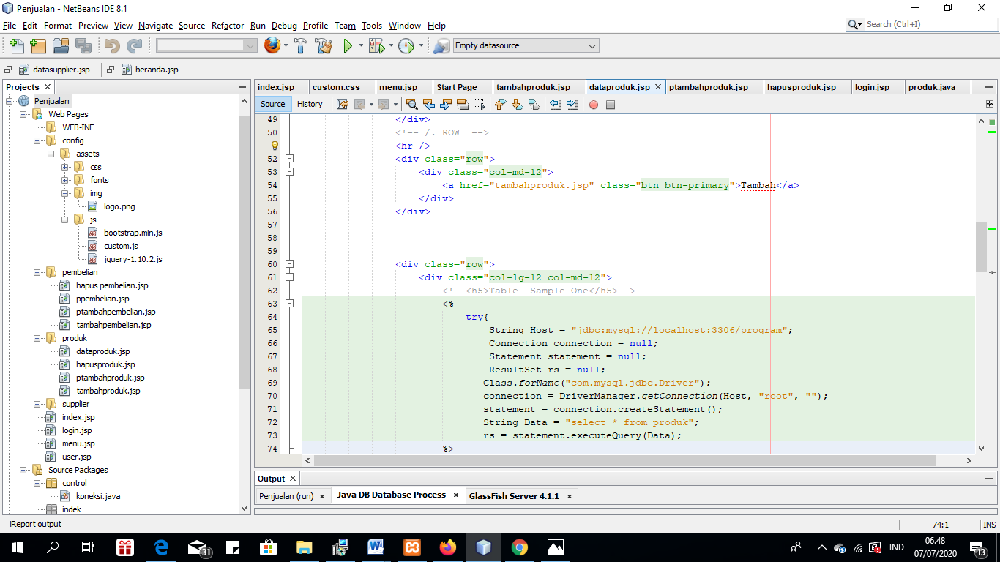 Penjualan - NetBeans IDE 8.1
File Edit Format Preview View Navigate Source Refactor Run Debug Profile Team Tools Window Help
Search (Ctrl+I)
Empty datasource
datasupplier.jsp
beranda.jsp
Projects
Penjualan
Web Pages
WEB-INF
config
assets
css
fonts
img
logo.png
js
bootstrap.min.js
custom.js
jquery-1.10.2.js
pembelian
hapus pembelian.jsp
ppembelian.jsp
ptambahpembelian.jsp
tambahpembelian.jsp
produk
dataproduk.jsp
hapusproduk.jsp
ptambahproduk.jsp
tambahproduk.jsp
supplier
index.jsp
login.jsp
menu.jsp
user.jsp
Source Packages
control
koneksi.java
indek
index.jsp custom.css menu.jsp Start Page tambahproduk.jsp dataproduk.jsp ptambahproduk.jsp hapusproduk.jsp login.jsp produk.java
Source History
49 </div>
50 <!-- /. ROW  -->
<hr />
52 <div class="row">
53 <div class="col-md-12">
54 <a href="tambahproduk.jsp" class="btn btn-primary">Tambah</a>
55 </div>
56 </div>
57
58
59
60 <div class="row">
61 <div class="col-lg-12 col-md-12">
62 <!--<h5>Table  Sample One</h5>-->
63 <%
64 try{
65 String Host = "jdbc:mysql://localhost:3306/program";
66 Connection connection = null;
67 Statement statement = null;
68 ResultSet rs = null;
69 Class.forName("com.mysql.jdbc.Driver");
70 connection = DriverManager.getConnection(Host, "root", "");
71 statement = connection.createStatement();
72 String Data = "select * from produk";
73 rs = statement.executeQuery(Data);
74 %>
Output
Penjualan (run) Java DB Database Process GlassFish Server 4.1.1
iReport output
74:1 INS
31
IND
06.48
07/07/2020
13